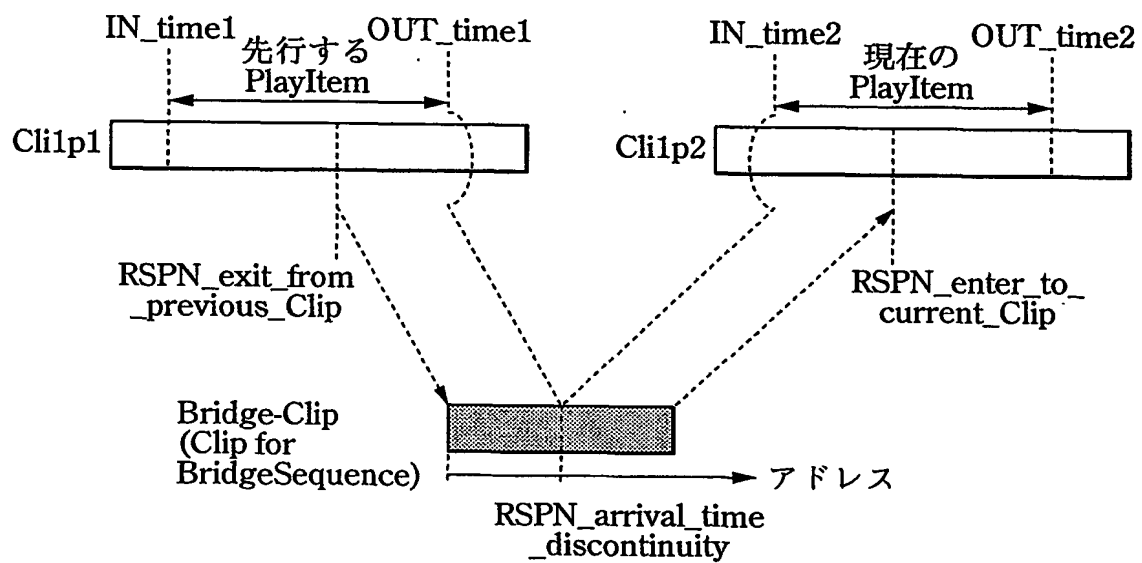 IN_time1
OUT_time1
先行する
PlayItem
Cli1p1
RSPN_exit_from
_previous_Clip
IN_time2
OUT_time2
現在の
PlayItem
Cli1p2
RSPN_enter_to_
current_Clip
Bridge-Clip
(Clip for
BridgeSequence)
アドレス
RSPN_arrival_time
_discontinuity